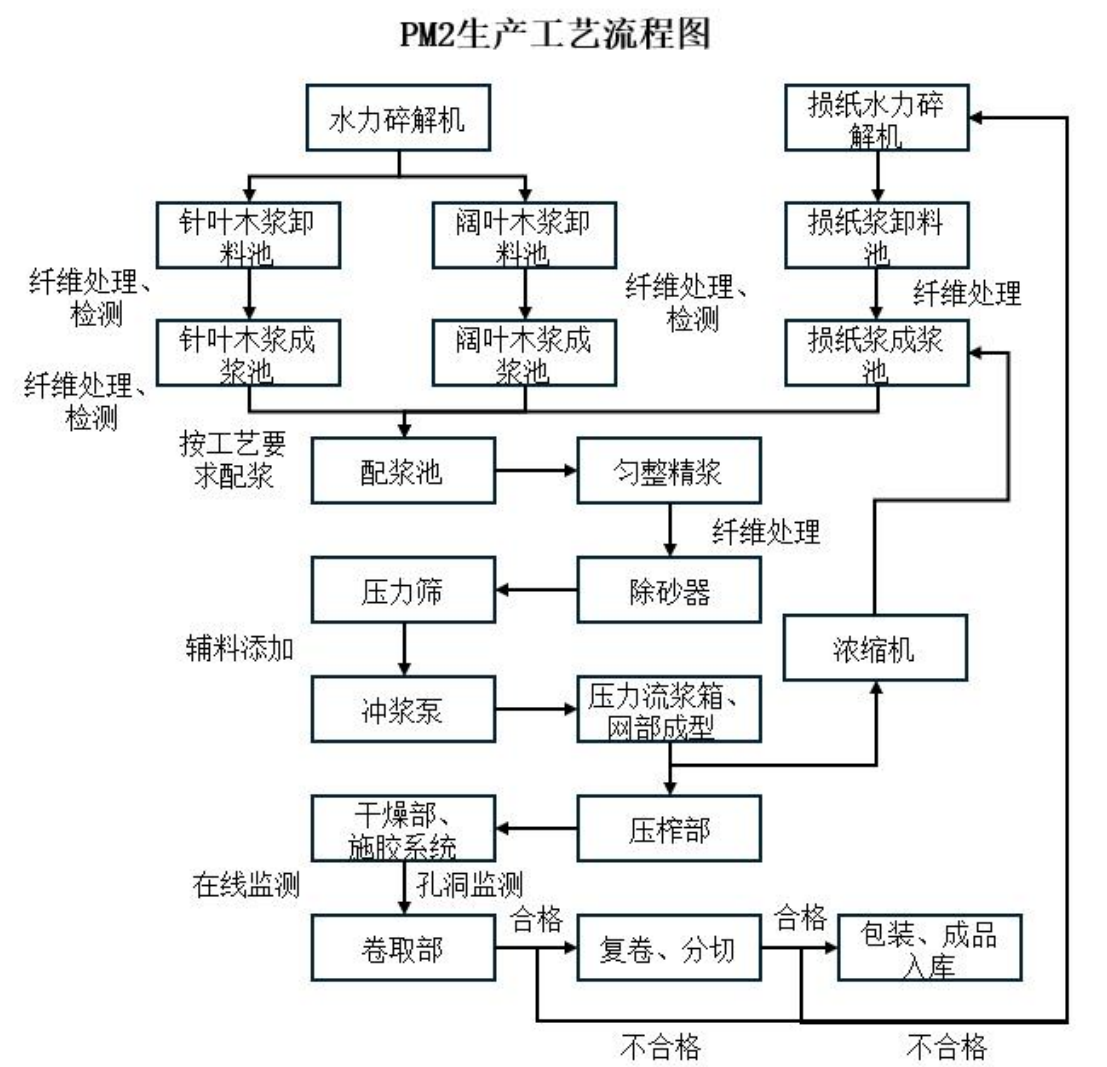 PM2生产工艺流程图
水力碎解机
损纸水力碎
解机
针叶木浆卸
料池
阔叶木浆卸
料池
损纸浆卸料
池
纤维处理、
检测
纤维处理、
检测
纤维处理
针叶木浆成
浆池
阔叶木浆成
浆池
损纸浆成浆
池
纤维处理、
检测
按工艺要
求配浆
配浆池
匀整精浆
纤维处理
压力筛
除砂器
辅料添加
浓缩机
冲浆泵
压力流浆箱、
网部成型
干燥部、
施胶系统
压榨部
在线监测
孔洞监测
卷取部
合格
复卷、分切
合格
包装、成品
入库
不合格
不合格